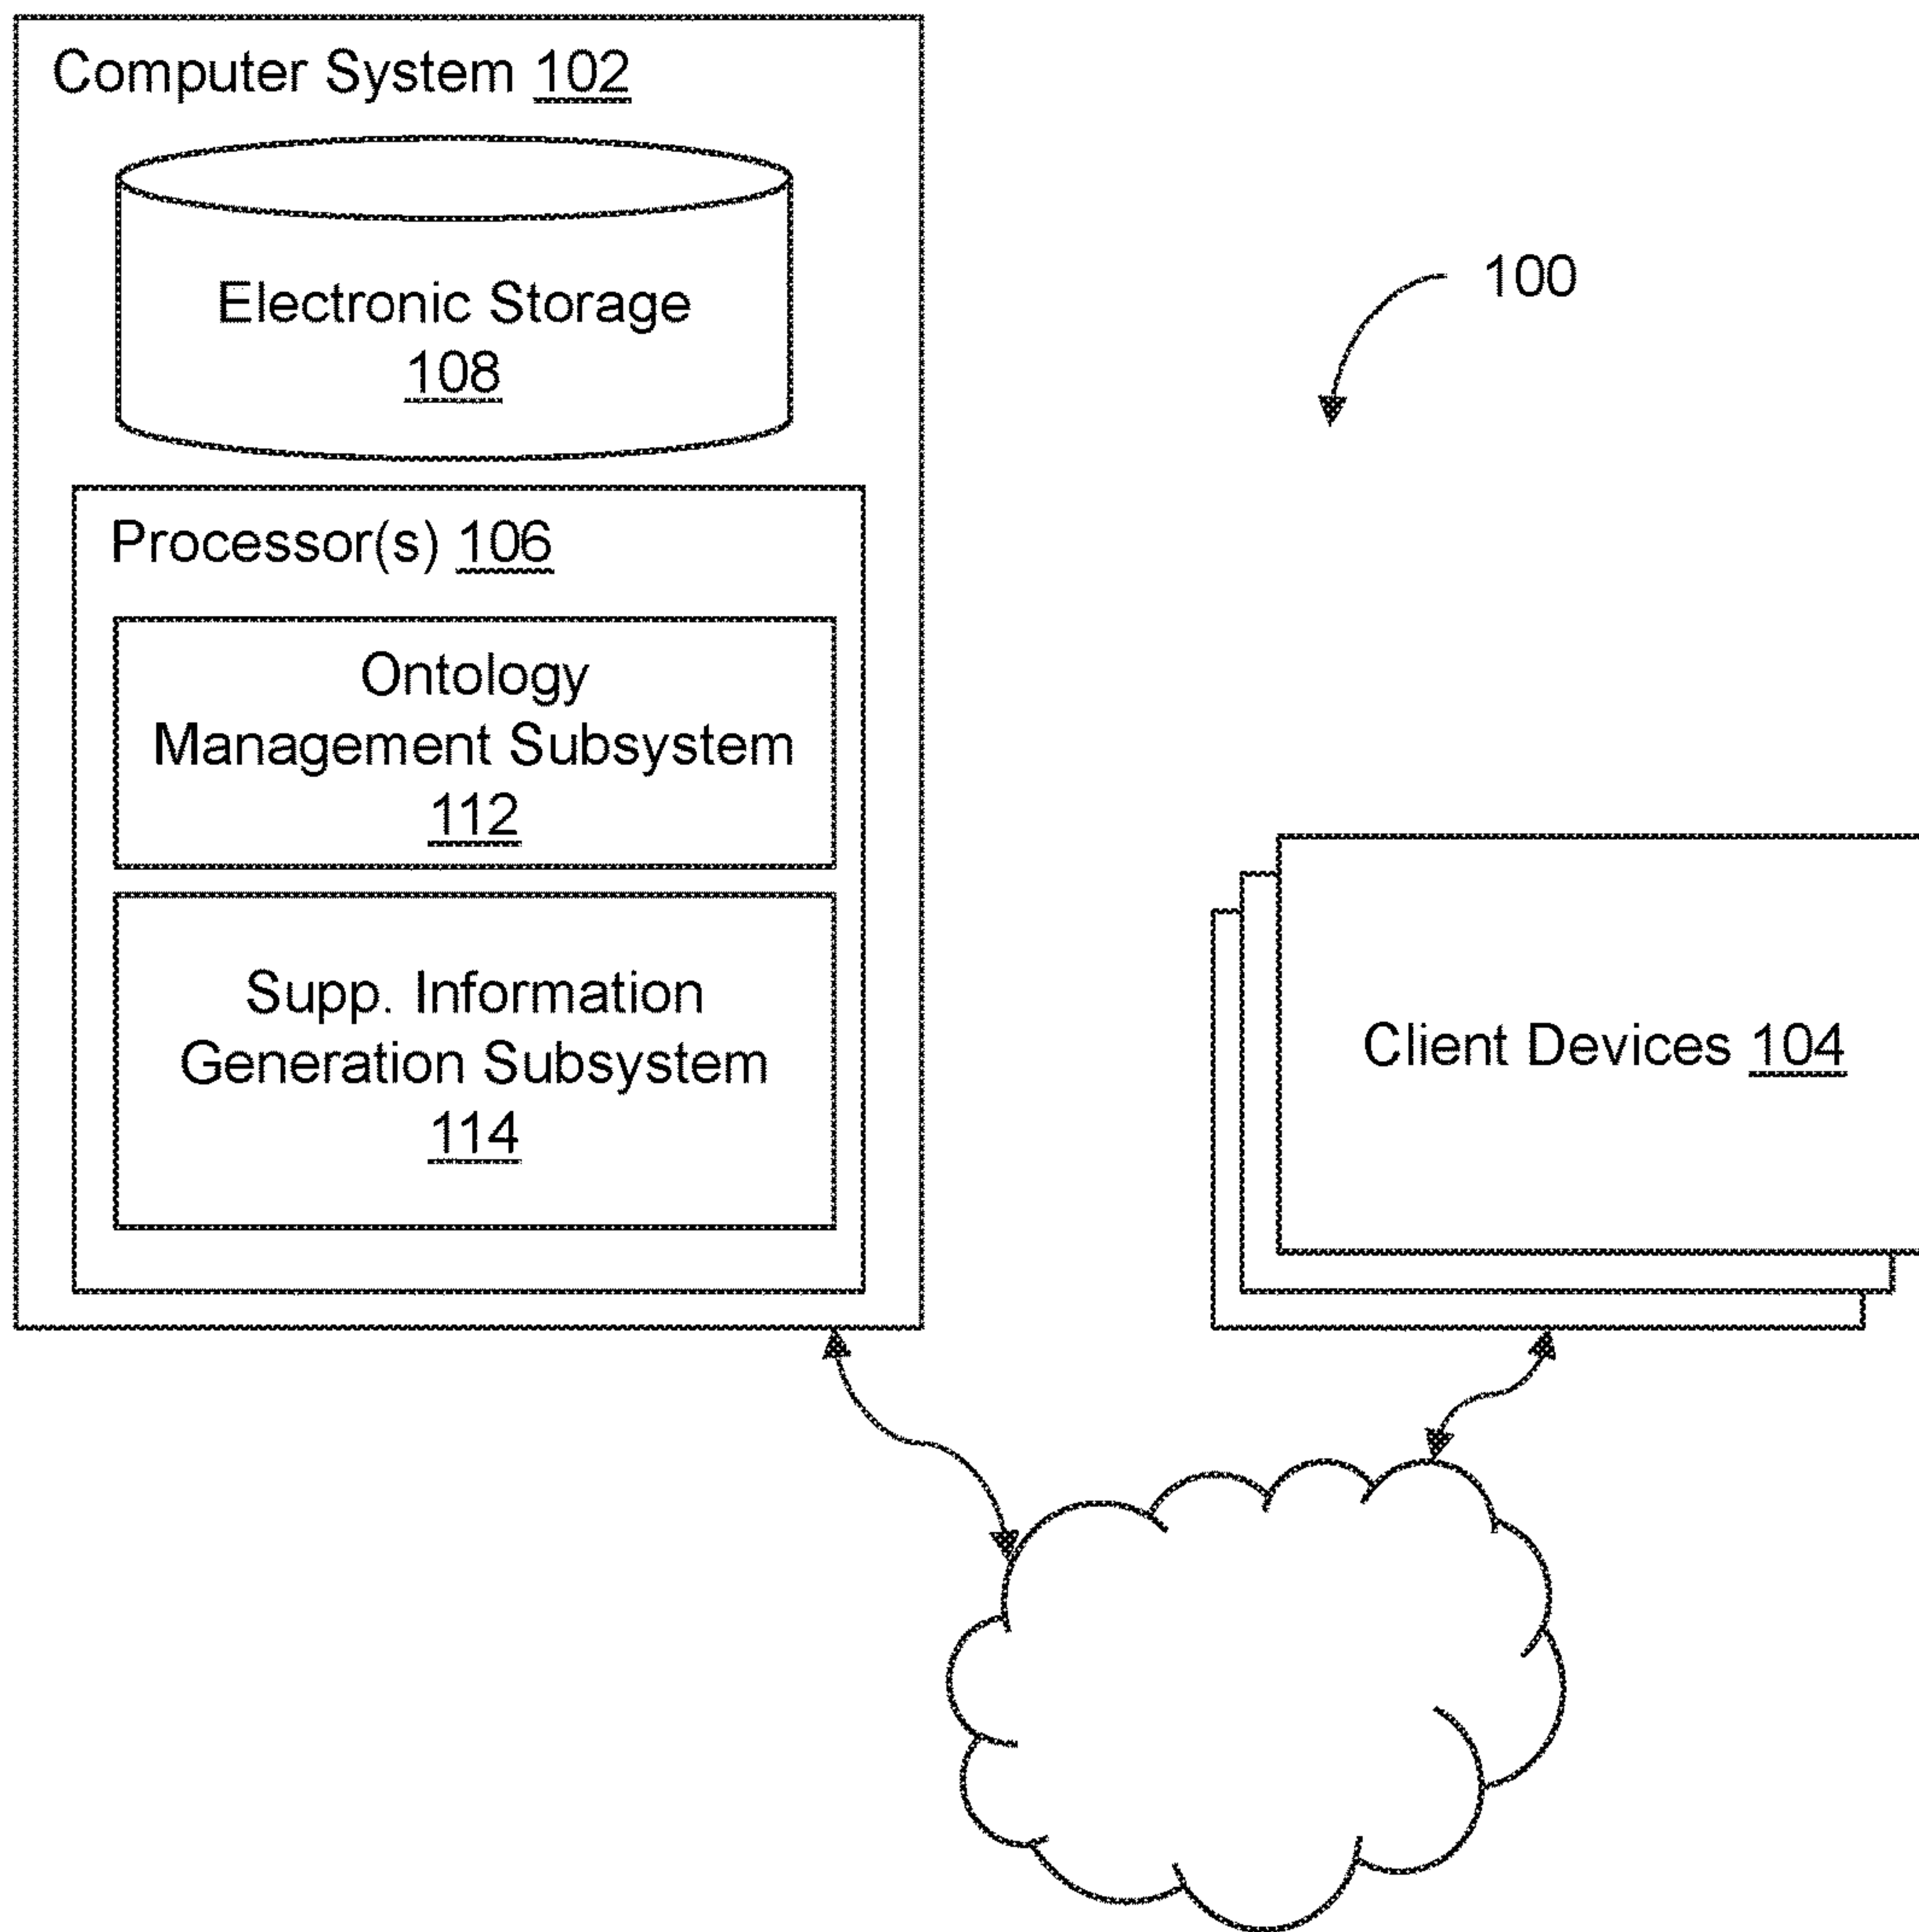 Computer System 102
Electronic Storage
108
100
Processor(s) 106
Ontology
Management Subsystem
112
Supp. Information
Generation Subsystem
114
Client Devices 104